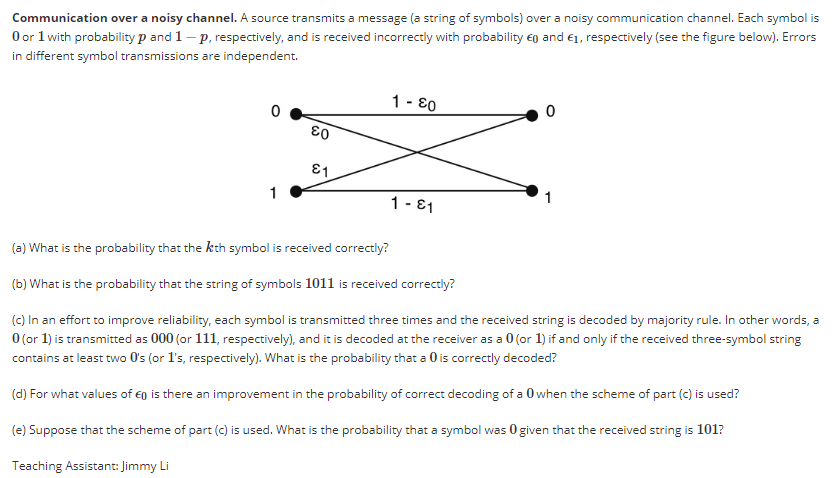 Communication over a noisy channel. A source transmits a message (a string of symbols) over a noisy communication channel. Each symbol is
0 or 1 with probability p and 1 − p, respectively, and is received incorrectly with probability ϵ0 and ϵ1, respectively (see the figure below). Errors
in different symbol transmissions are independent.
1 - ε0
0
0
ε0
ε1
1
1
1 - ε1
(a) What is the probability that the kth symbol is received correctly?
(b) What is the probability that the string of symbols 1011 is received correctly?
(c) In an effort to improve reliability, each symbol is transmitted three times and the received string is decoded by majority rule. In other words, a
0 (or 1) is transmitted as 000 (or 111, respectively), and it is decoded at the receiver as a 0 (or 1) if and only if the received three-symbol string
contains at least two 0's (or 1's, respectively). What is the probability that a 0 is correctly decoded?
(d) For what values of ϵ0 is there an improvement in the probability of correct decoding of a 0 when the scheme of part (c) is used?
(e) Suppose that the scheme of part (c) is used. What is the probability that a symbol was 0 given that the received string is 101?
Teaching Assistant: Jimmy Li